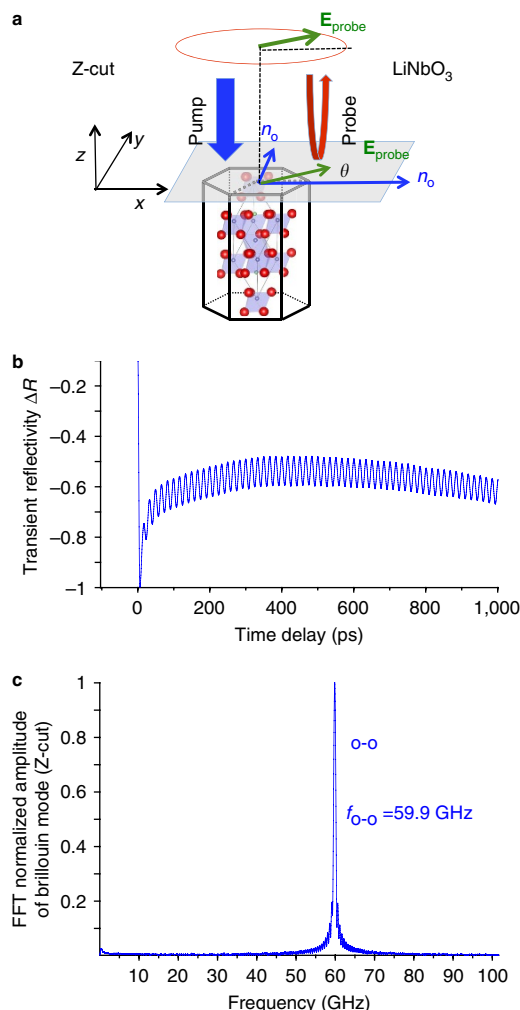 a
E probe
Z-cut
LiNbO3
Pump
Probe
z
y
x
no
E probe
θ
no
b
Transient reflectivity ΔR
−0.2
−0.4
−0.6
−0.8
−1
0
200
400
600
800
1,000
Time delay (ps)
c
FFT normalized amplitude
of brillouin mode (Z-cut)
1
0.8
0.6
0.4
0.2
o-o
fo-o =59.9 GHz
10
20
30
40
50
60
70
80
90
100
Frequency (GHz)